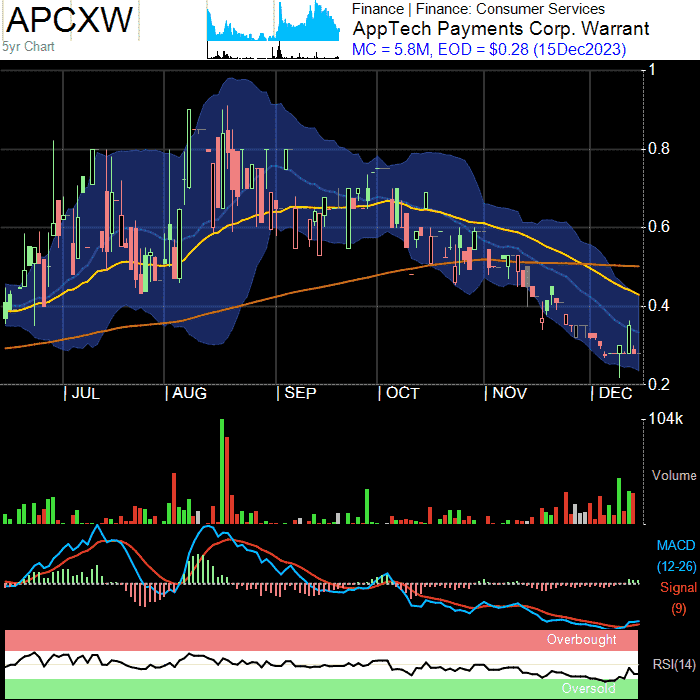 APCXW
5yr Chart
Finance | Finance: Consumer Services
AppTech Payments Corp. Warrant
MC = 5.8M, EOD = $0.28 (15Dec2023)
1
0.8
0.6
0.4
0.2
| JUL
| AUG
| SEP
| OCT
| NOV
| DEC
104k
Volume
MACD
(12-26)
Signal
(9)
Overbought
RSI(14)
Oversold